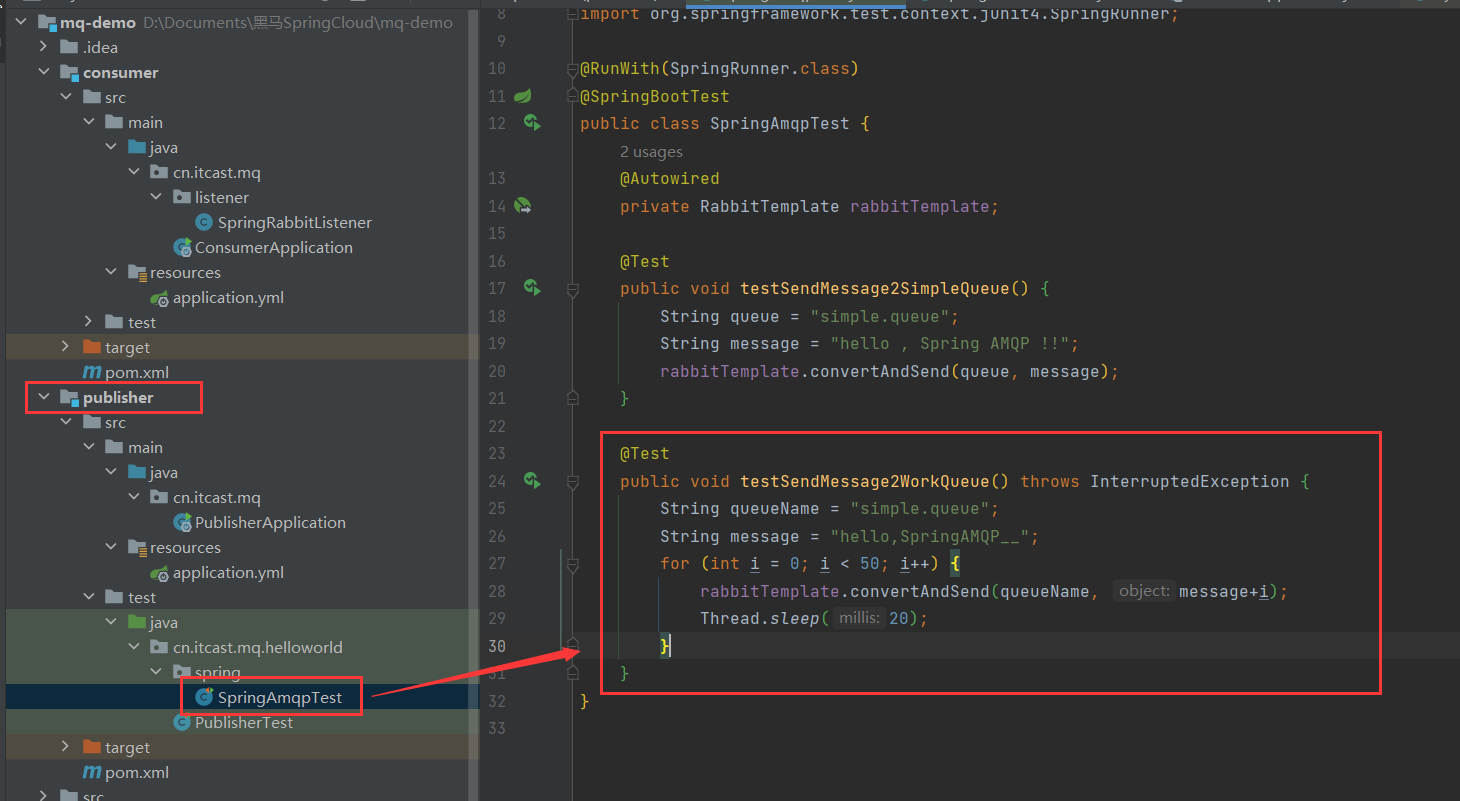 mq-demo D:\Documents\黑马SpringCloud\mq-demo
.idea
consumer
src
main
java
cn.itcast.mq
listener
SpringRabbitListener
ConsumerApplication
resources
application.yml
test
target
pom.xml
publisher
src
main
java
cn.itcast.mq
PublisherApplication
resources
application.yml
test
java
cn.itcast.mq.helloworld
spring
SpringAmqpTest
PublisherTest
target
pom.xml
src
8 import org.springframework.test.context.junit4.SpringRunner;
9
10 @RunWith(SpringRunner.class)
11 @SpringBootTest
12 public class SpringAmqpTest {
2 usages
13 @Autowired
14 private RabbitTemplate rabbitTemplate;
15
16 @Test
17 public void testSendMessage2SimpleQueue() {
18 String queue = "simple.queue";
19 String message = "hello , Spring AMQP !!";
20 rabbitTemplate.convertAndSend(queue, message);
21 }
22
23 @Test
24 public void testSendMessage2WorkQueue() throws InterruptedException {
25 String queueName = "simple.queue";
26 String message = "hello,SpringAMQP__";
27 for (int i = 0; i < 50; i++) {
28 rabbitTemplate.convertAndSend(queueName, object: message+i);
29 Thread.sleep( millis: 20);
30 }
31 }
32 }
33